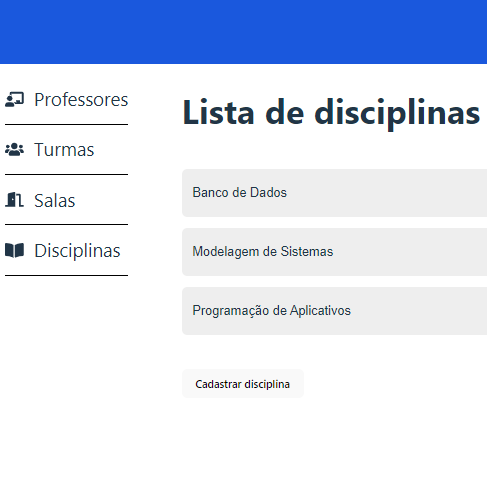 Professores
Turmas
Salas
Disciplinas
Lista de disciplinas
Banco de Dados
Modelagem de Sistemas
Programação de Aplicativos
Cadastrar disciplina